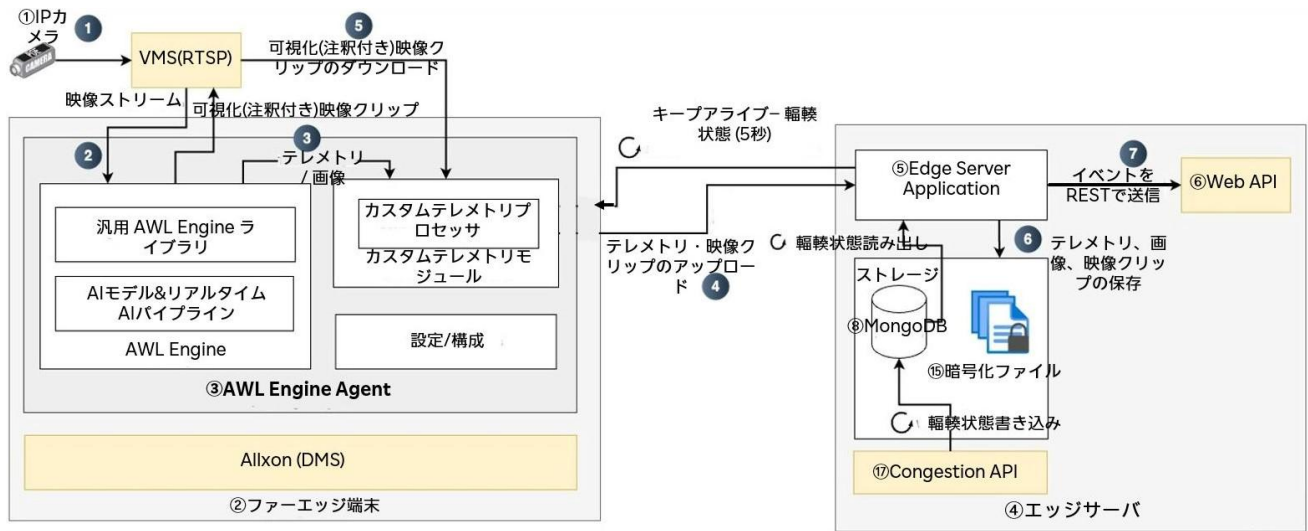 ①IPカ
メラ
1
CAMERA
VMS(RTSP)
5
可視化(注釈付き)映像ク
リップのダウンロード
映像ストリーム
可視化(注釈付き)映像クリップ
2
3
テレメトリ
/ 画像
汎用 AWL Engine ラ
イブラリ
AIモデル&リアルタイム
AIパイプライン
AWL Engine
カスタムテレメトリプ
ロセッサ
カスタムテレメトリモ
ジュール
設定/構成
③AWL Engine Agent
Allxon (DMS)
②ファーエッジ端末
キープアライブー 輻輳
状態 (5秒)
テレメトリ・映像ク
リップのアップロー
ド
4
⑤Edge Server
Application
7
イベントを
RESTで送信
⑥Web API
輻輳状態読み出し
6
テレメトリ、画
像、映像クリッ
プの保存
ストレージ
⑧MongoDB
⑮暗号化ファイル
輻輳状態書き込み
⑰Congestion API
④エッジサーバ